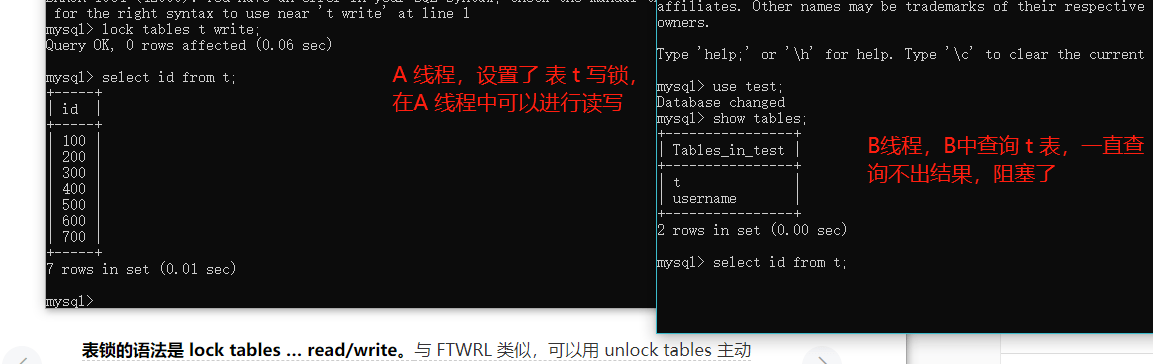 for the right syntax to use near 't write' at line 1
mysql> lock tables t write;
Query OK, 0 rows affected (0.06 sec)
mysql> select id from t;
id
100
200
300
400
500
600
700
7 rows in set (0.01 sec)
mysql>
A 线程，设置了 表 t 写锁，
在A 线程中可以进行读写
affiliates. Other names may be trademarks of their respective
owners.
Type 'help;' or '\h' for help. Type '\c' to clear the current
mysql> use test;
Database changed
mysql> show tables;
Tables_in_test
t
username
2 rows in set (0.00 sec)
mysql> select id from t;
B线程，B中查询 t 表，一直查
询不出结果，阻塞了
表锁的语法是 lock tables … read/write。与 FTWRL 类似，可以用 unlock tables 主动